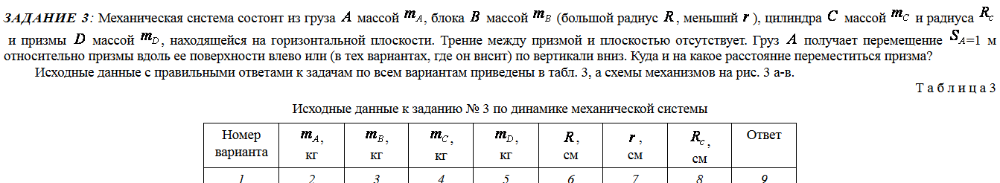 ЗАДАНИЕ 3: Механическая система состоит из груза A массой m_A, блока B массой m_B (большой радиус R, меньший r), цилиндра C массой m_C и радиуса R_c
и призмы D массой m_D, находящейся на горизонтальной плоскости. Трение между призмой и плоскостью отсутствует. Груз A получает перемещение S_A=1 м
относительно призмы вдоль ее поверхности влево или (в тех вариантах, где он висит) по вертикали вниз. Куда и на какое расстояние переместиться призма?
Исходные данные с правильными ответами к задачам по всем вариантам приведены в табл. 3, а схемы механизмов на рис. 3 а-в.
Т а б л и ц а 3
Исходные данные к заданию № 3 по динамике механической системы
Номер варианта m_A, кг m_B, кг m_C, кг m_D, кг R, см r, см R_C, см Ответ
1 2 3 4 5 6 7 8 9